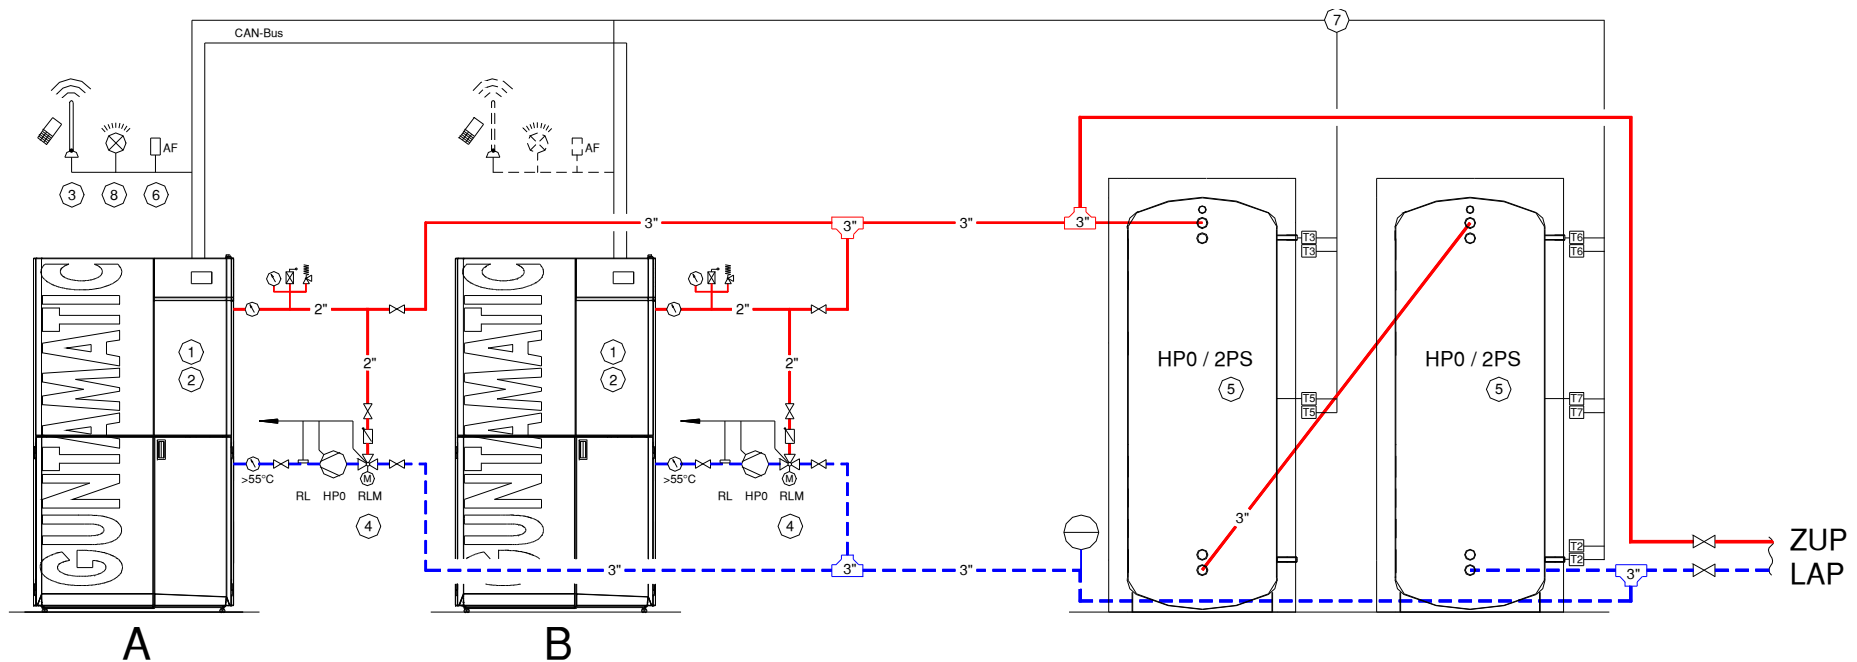 7
CAN-Bus
AF
AF
3
8
6
3"
3"
3"
3"
T3
T3
T6
T6
GUNTAMATIC
GUNTAMATIC
2"
2"
1
2
1
2
2"
2"
HP0 / 2PS
5
HP0 / 2PS
5
T5
T5
T7
T7
>55°C
RL
HP0
M
RLM
4
>55°C
RL
HP0
M
RLM
4
3"
3"
3"
3"
3"
T2
T2
3"
ZUP
LAP
A
B